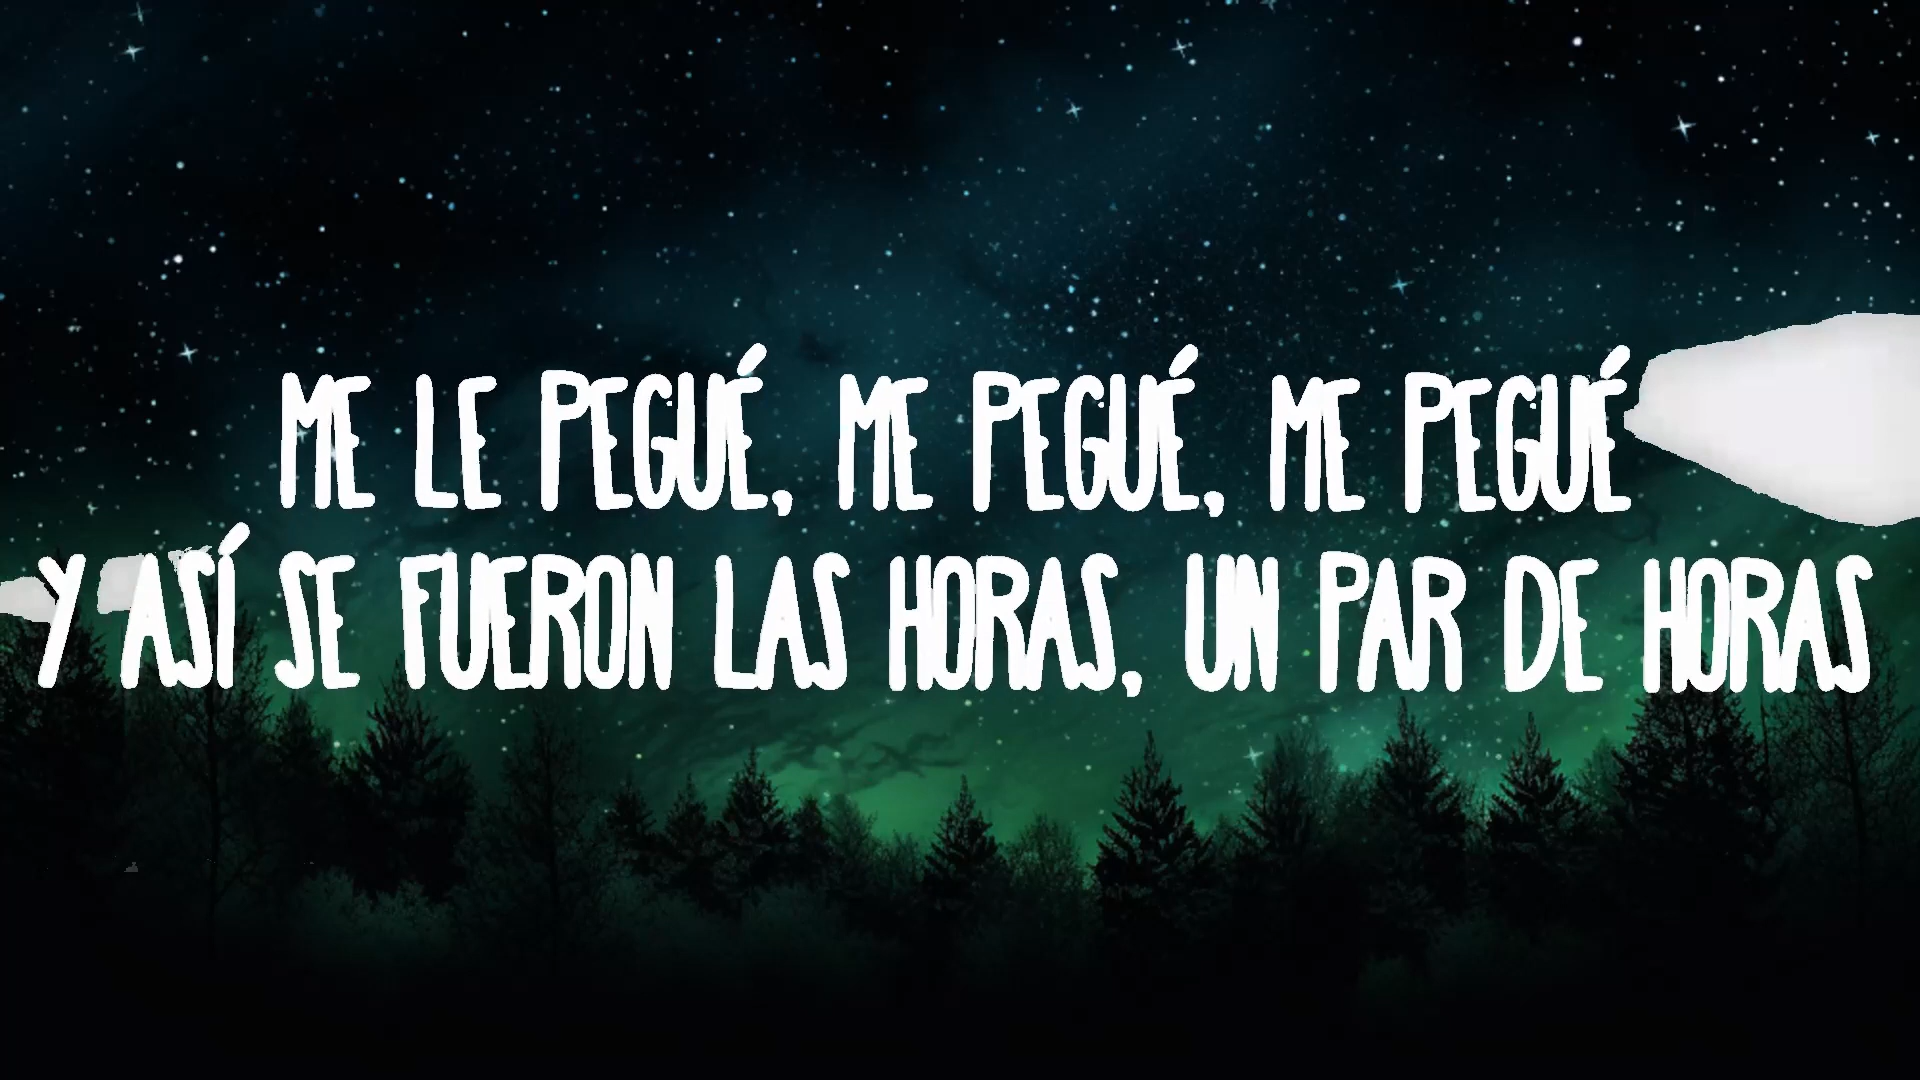 ME LE PEGUÉ, ME PEGUÉ, ME PEGUÉ
Y ASÍ SE FUERON LAS HORAS, UN PAR DE HORAS